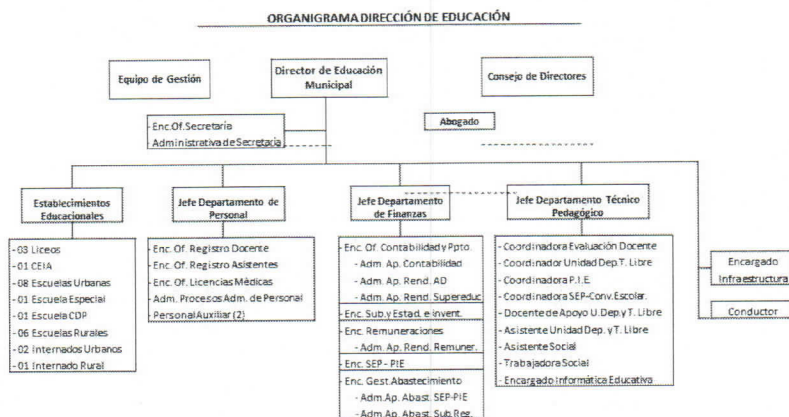 ORGANIGRAMA DIRECCIÓN DE EDUCACIÓN
Equipo de Gestión
Director de Educación
Municipal
Consejo de Directores
- Enc. Of. Secretaría
- Administrativa de Secretaría
Abogado
Establecimientos
Educacionales
- 03 Liceos
- 01 CEIA
- 08 Escuelas Urbanas
- 01 Escuela Especial
- 01 Escuela CDP
- 06 Escuelas Rurales
- 02 Internados Urbanos
- 01 Internado Rural
Jefe Departamento de
Personal
- Enc. Of. Registro Docente
- Enc. Of. Registro Asistentes
- Enc. Of. Licencias Médicas
- Adm. Procesos Adm. de Personal
- Personal Auxiliar (2)
Jefe Departamento
de Finanzas
- Enc. Of. Contabilidad y Ppto.
- Adm. Ap. Contabilidad
- Adm. Ap. Rend. AD
- Adm. Ap. Rend. Supereduc
- Enc. Sub. y Estad. e Invent.
- Enc. Remuneraciones
- Adm. Ap. Rend. Remuner.
- Enc. SEP - PIE
- Enc. Gest. Abastecimiento
- Adm. Ap. Abast. SEP-PIE
- Adm. Ap. Abast. Sub. Reg.
Jefe Departamento Técnico
Pedagógico
- Coordinadora Evaluación Docente
- Coordinador Unidad Dep. T. Libre
- Coordinadora P.I.E.
- Coordinadora SEP-Conv. Escolar.
- Docente de Apoyo U. Dep. y T. Libre
- Asistente Unidad Dep. y T. Libre
- Asistente Social
- Trabajadora Social
- Encargado Informática Educativa
Encargado
Infraestructura
Conductor